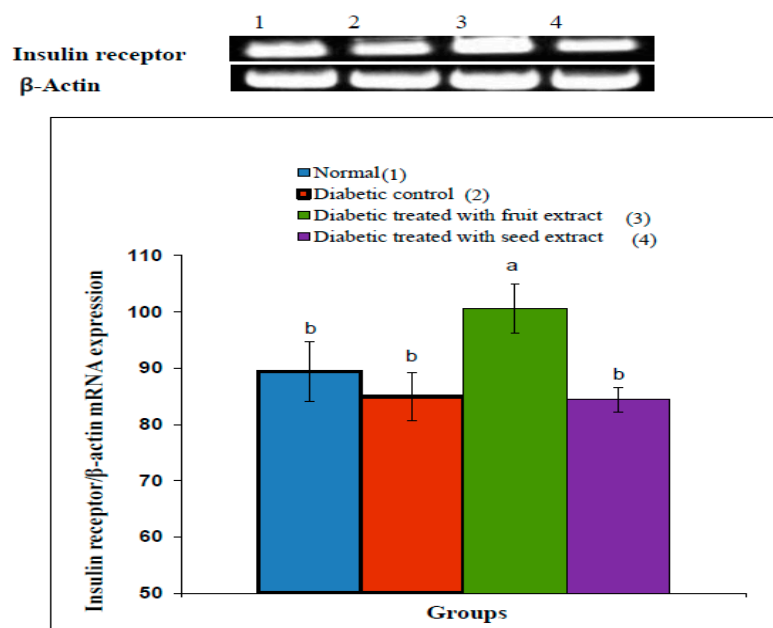 1 2 3 4
Insulin receptor
β-Actin
Normal(1)
Diabetic control (2)
Diabetic treated with fruit extract (3)
Diabetic treated with seed extract (4)
Insulin receptor/β-actin mRNA expression
110
100
90
80
70
60
50
b
b
a
b
Groups